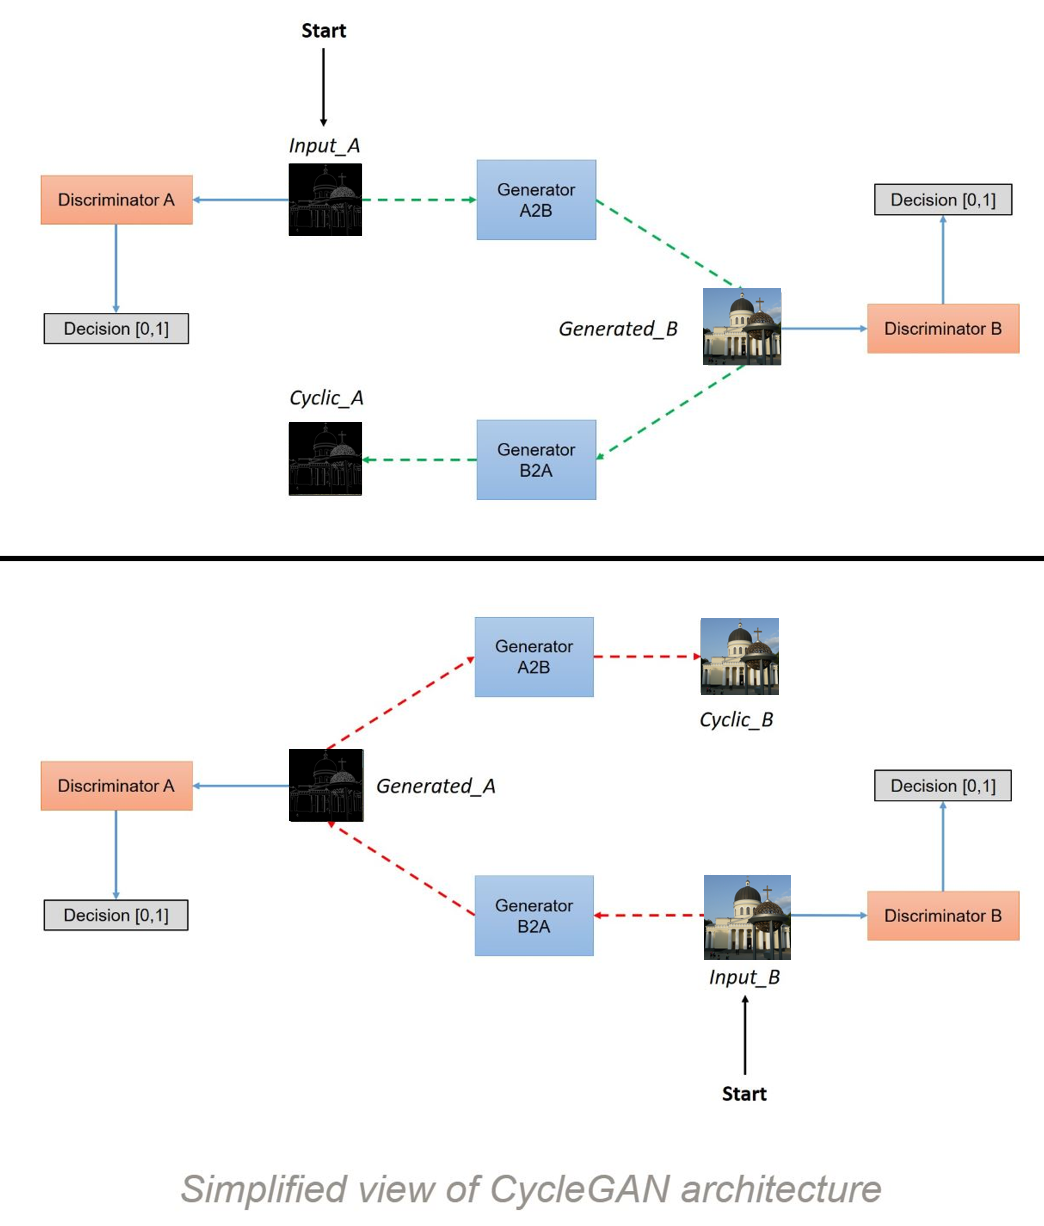 Start
Input_A
Discriminator A
Generator
A2B
Decision [0,1]
Decision [0,1]
Generated_B
Discriminator B
Cyclic_A
Generator
B2A
Generator
A2B
Cyclic_B
Discriminator A
Generated_A
Decision [0,1]
Decision [0,1]
Generator
B2A
Discriminator B
Input_B
Start
Simplified view of CycleGAN architecture